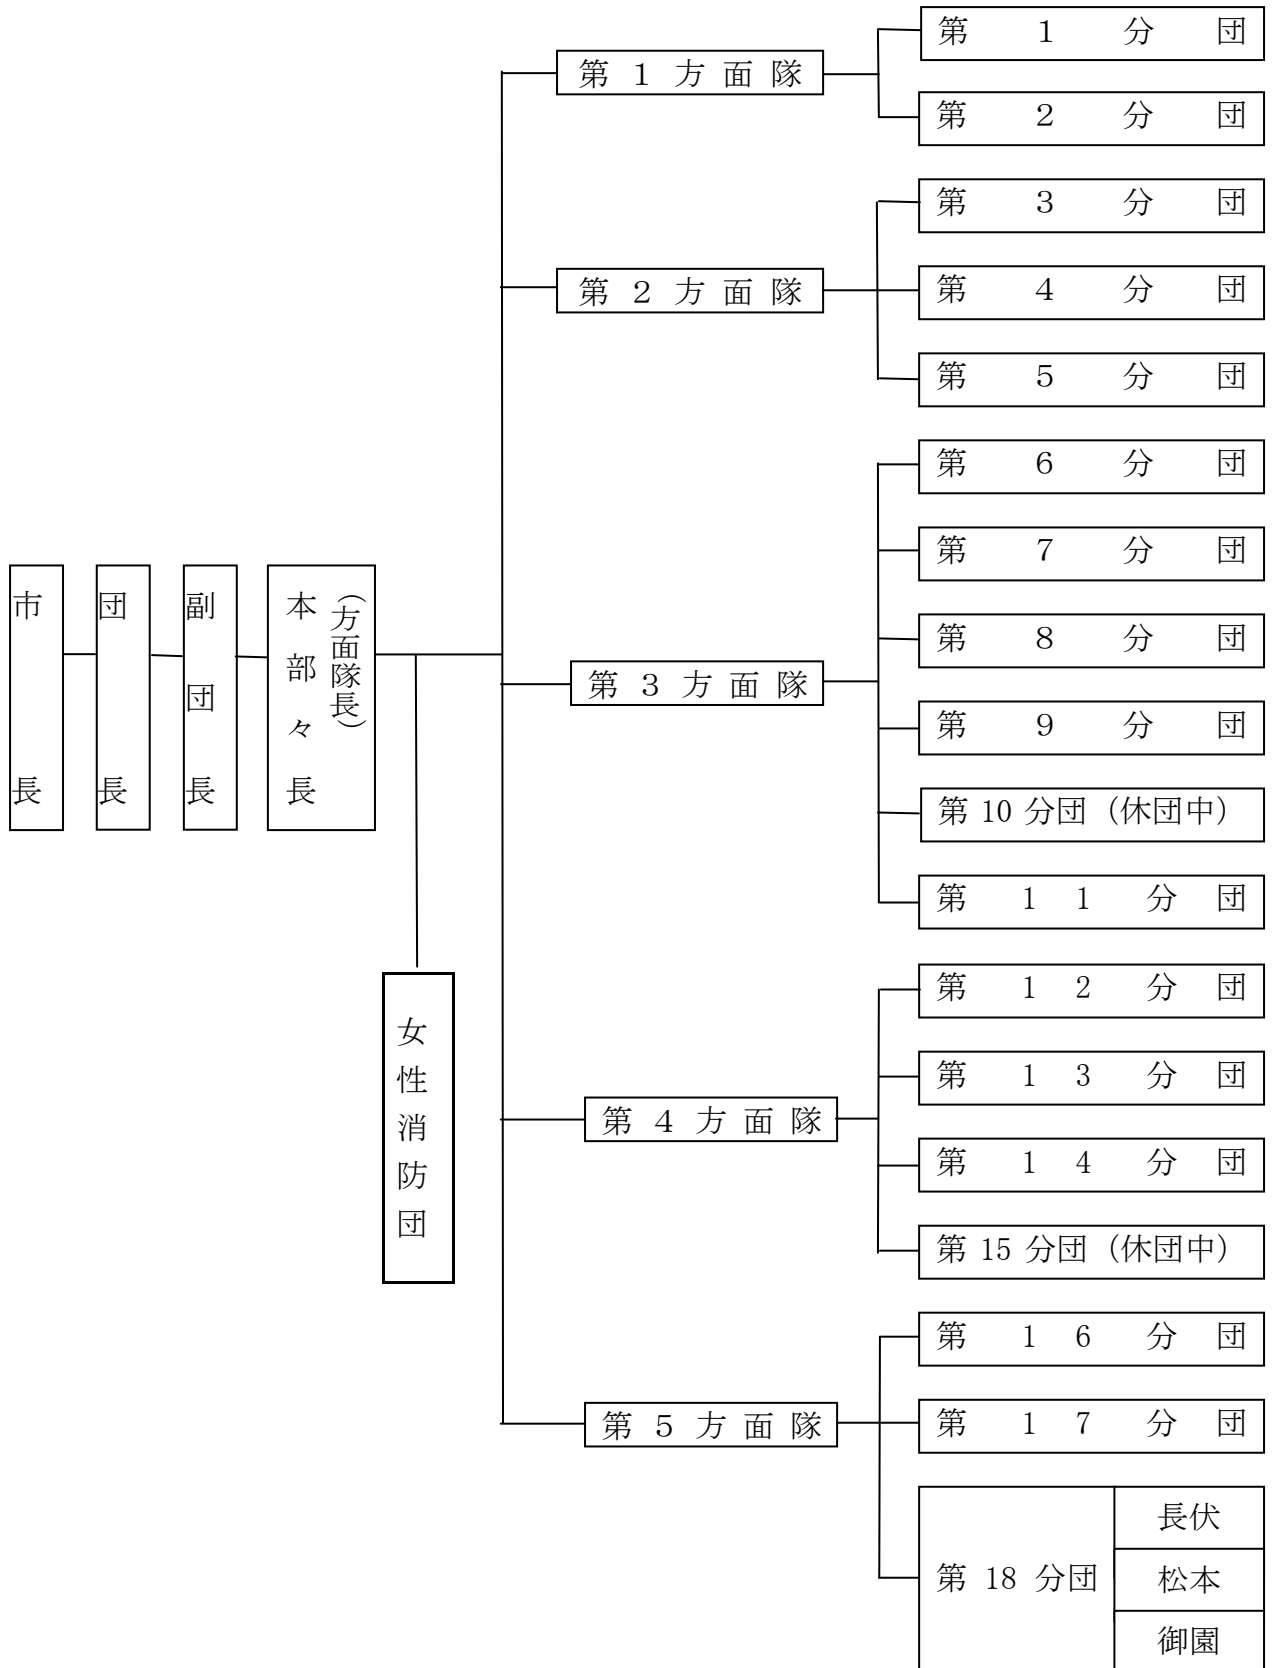 市長
団長
副団長
本部々長
（方面隊長）
女性消防団
第１方面隊
第１分団
第２分団
第２方面隊
第３分団
第４分団
第５分団
第３方面隊
第６分団
第７分団
第８分団
第９分団
第 10 分団（休団中）
第１１分団
第４方面隊
第１２分団
第１３分団
第１４分団
第 15 分団（休団中）
第５方面隊
第１６分団
第１７分団
第 18 分団
長伏
松本
御園